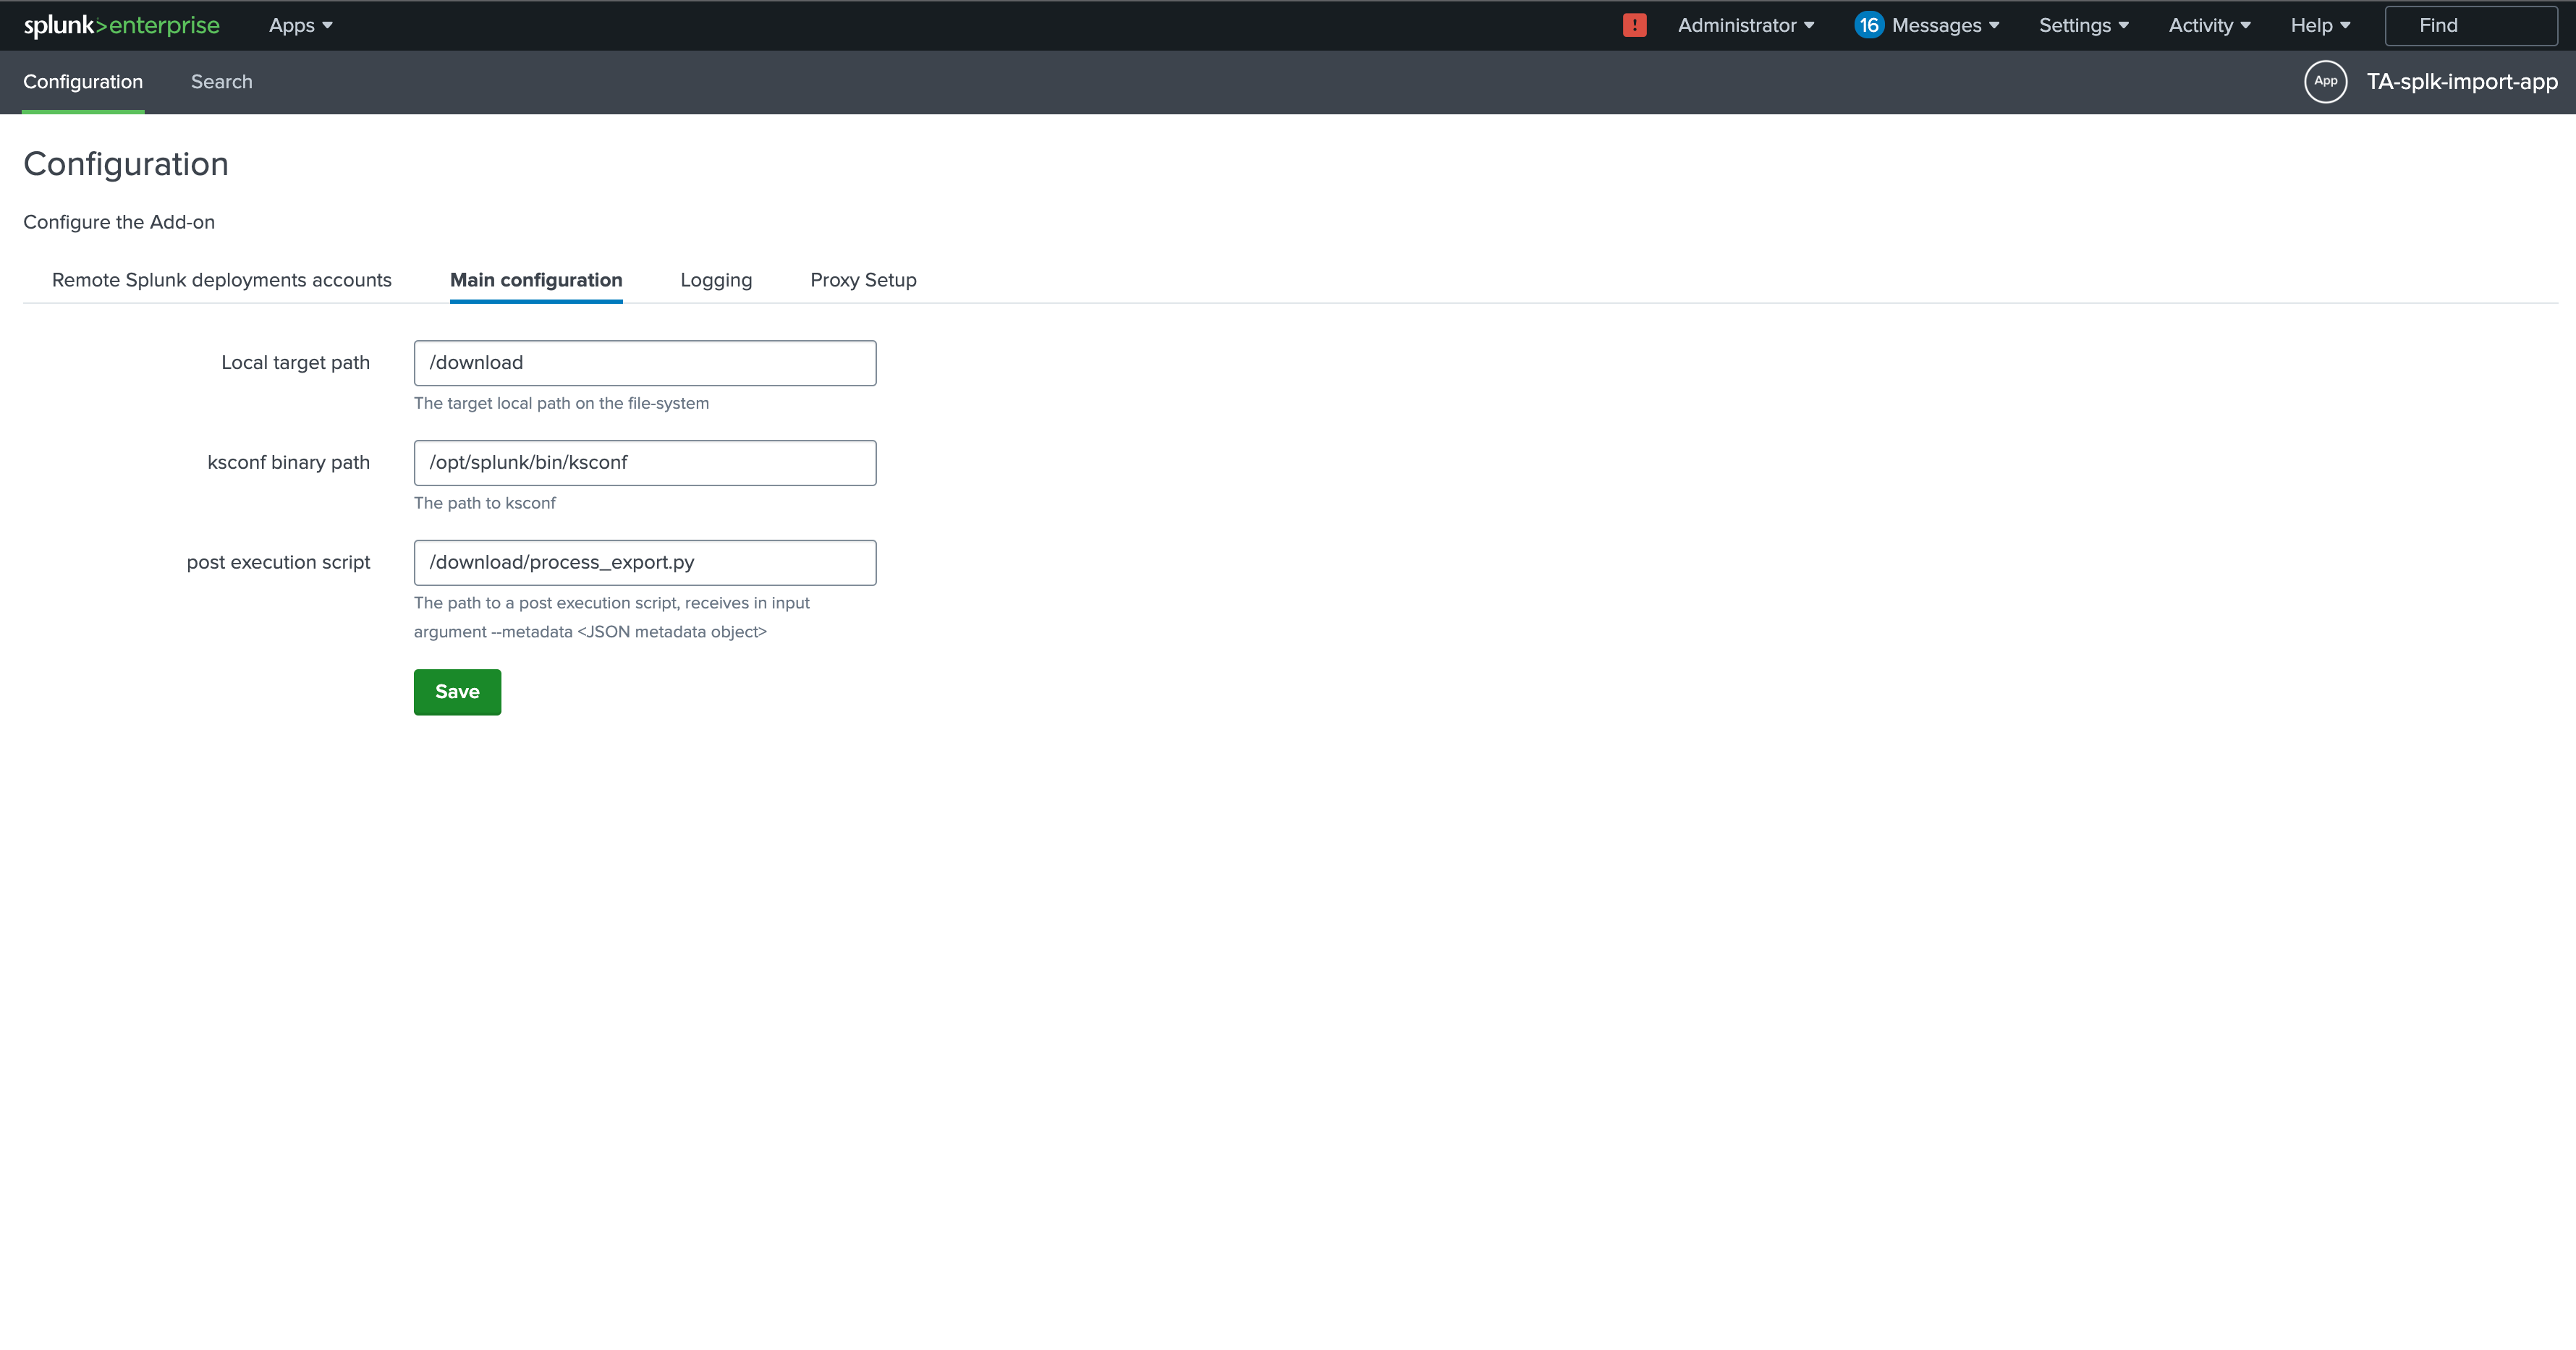 splunk>enterprise Apps ! Administrator 16 Messages Settings Activity Help Find
Configuration Search App TA-splk-import-app
Configuration
Configure the Add-on
Remote Splunk deployments accounts Main configuration Logging Proxy Setup
Local target path /download
The target local path on the file-system
ksconf binary path /opt/splunk/bin/ksconf
The path to ksconf
post execution script /download/process_export.py
The path to a post execution script, receives in input
argument --metadata <JSON metadata object>
Save